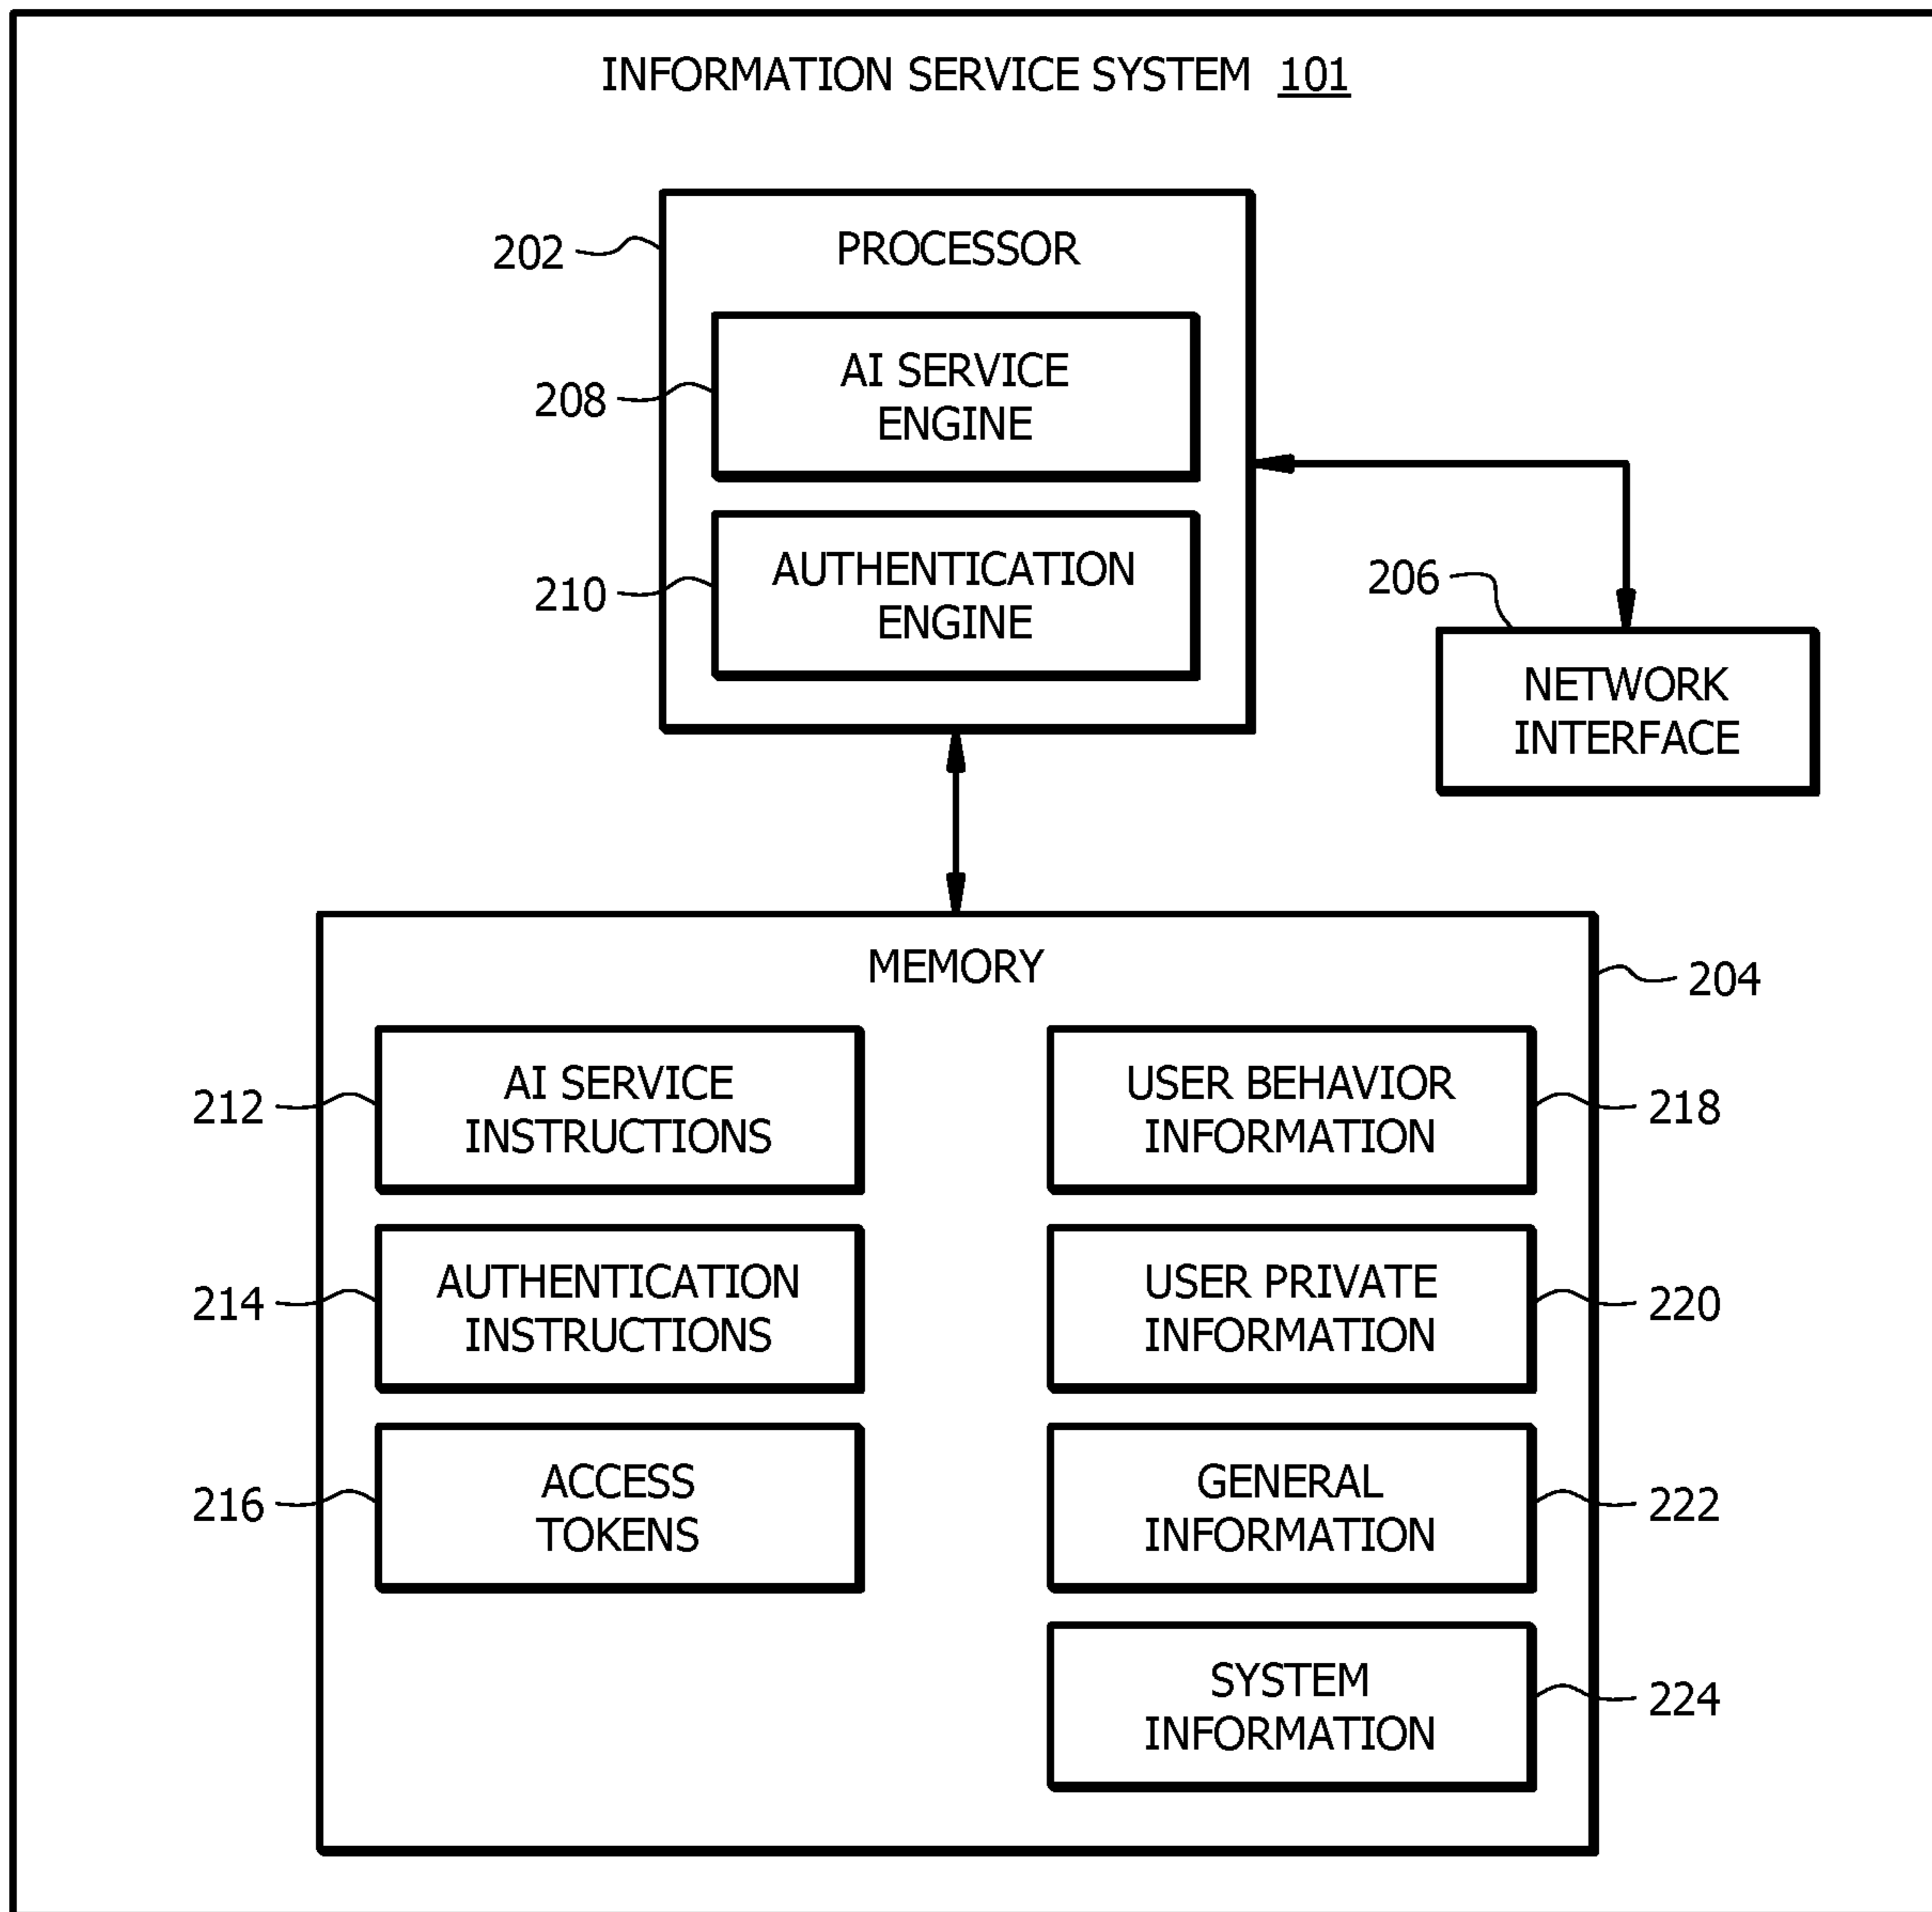 INFORMATION SERVICE SYSTEM 101
202
PROCESSOR
208
AI SERVICE
ENGINE
210
AUTHENTICATION
ENGINE
206
NETWORK
INTERFACE
MEMORY
204
212
AI SERVICE
INSTRUCTIONS
USER BEHAVIOR
INFORMATION
218
214
AUTHENTICATION
INSTRUCTIONS
USER PRIVATE
INFORMATION
220
216
ACCESS
TOKENS
GENERAL
INFORMATION
222
SYSTEM
INFORMATION
224